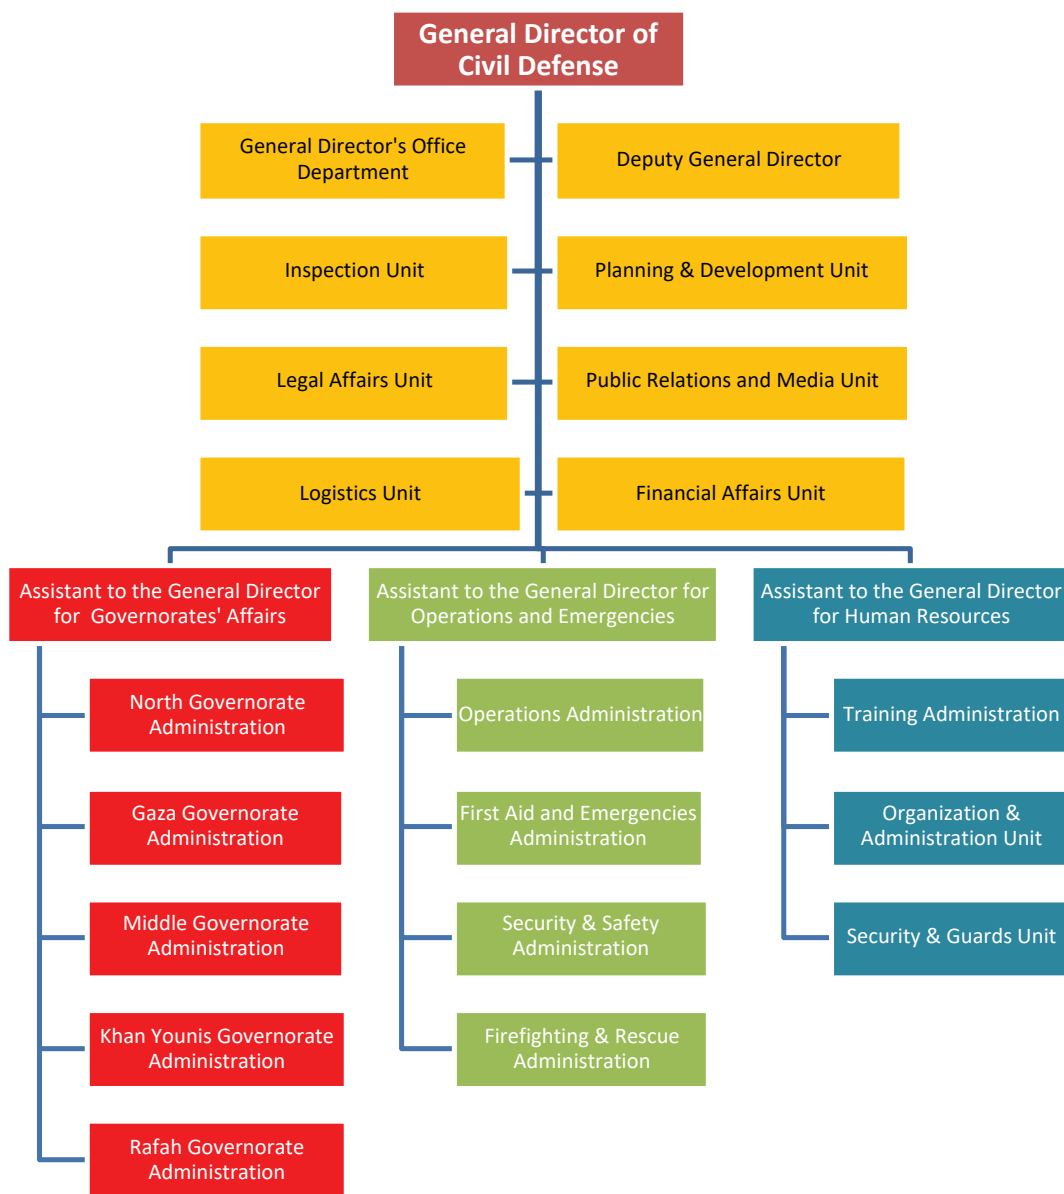 General Director of
Civil Defense
General Director's Office
Department
Deputy General Director
Inspection Unit
Planning & Development Unit
Legal Affairs Unit
Public Relations and Media Unit
Logistics Unit
Financial Affairs Unit
Assistant to the General Director
for Governorates' Affairs
Assistant to the General Director for
Operations and Emergencies
Assistant to the General Director
for Human Resources
North Governorate
Administration
Gaza Governorate
Administration
Middle Governorate
Administration
Khan Younis Governorate
Administration
Rafah Governorate
Administration
Operations Administration
First Aid and Emergencies
Administration
Security & Safety
Administration
Firefighting & Rescue
Administration
Training Administration
Organization &
Administration Unit
Security & Guards Unit